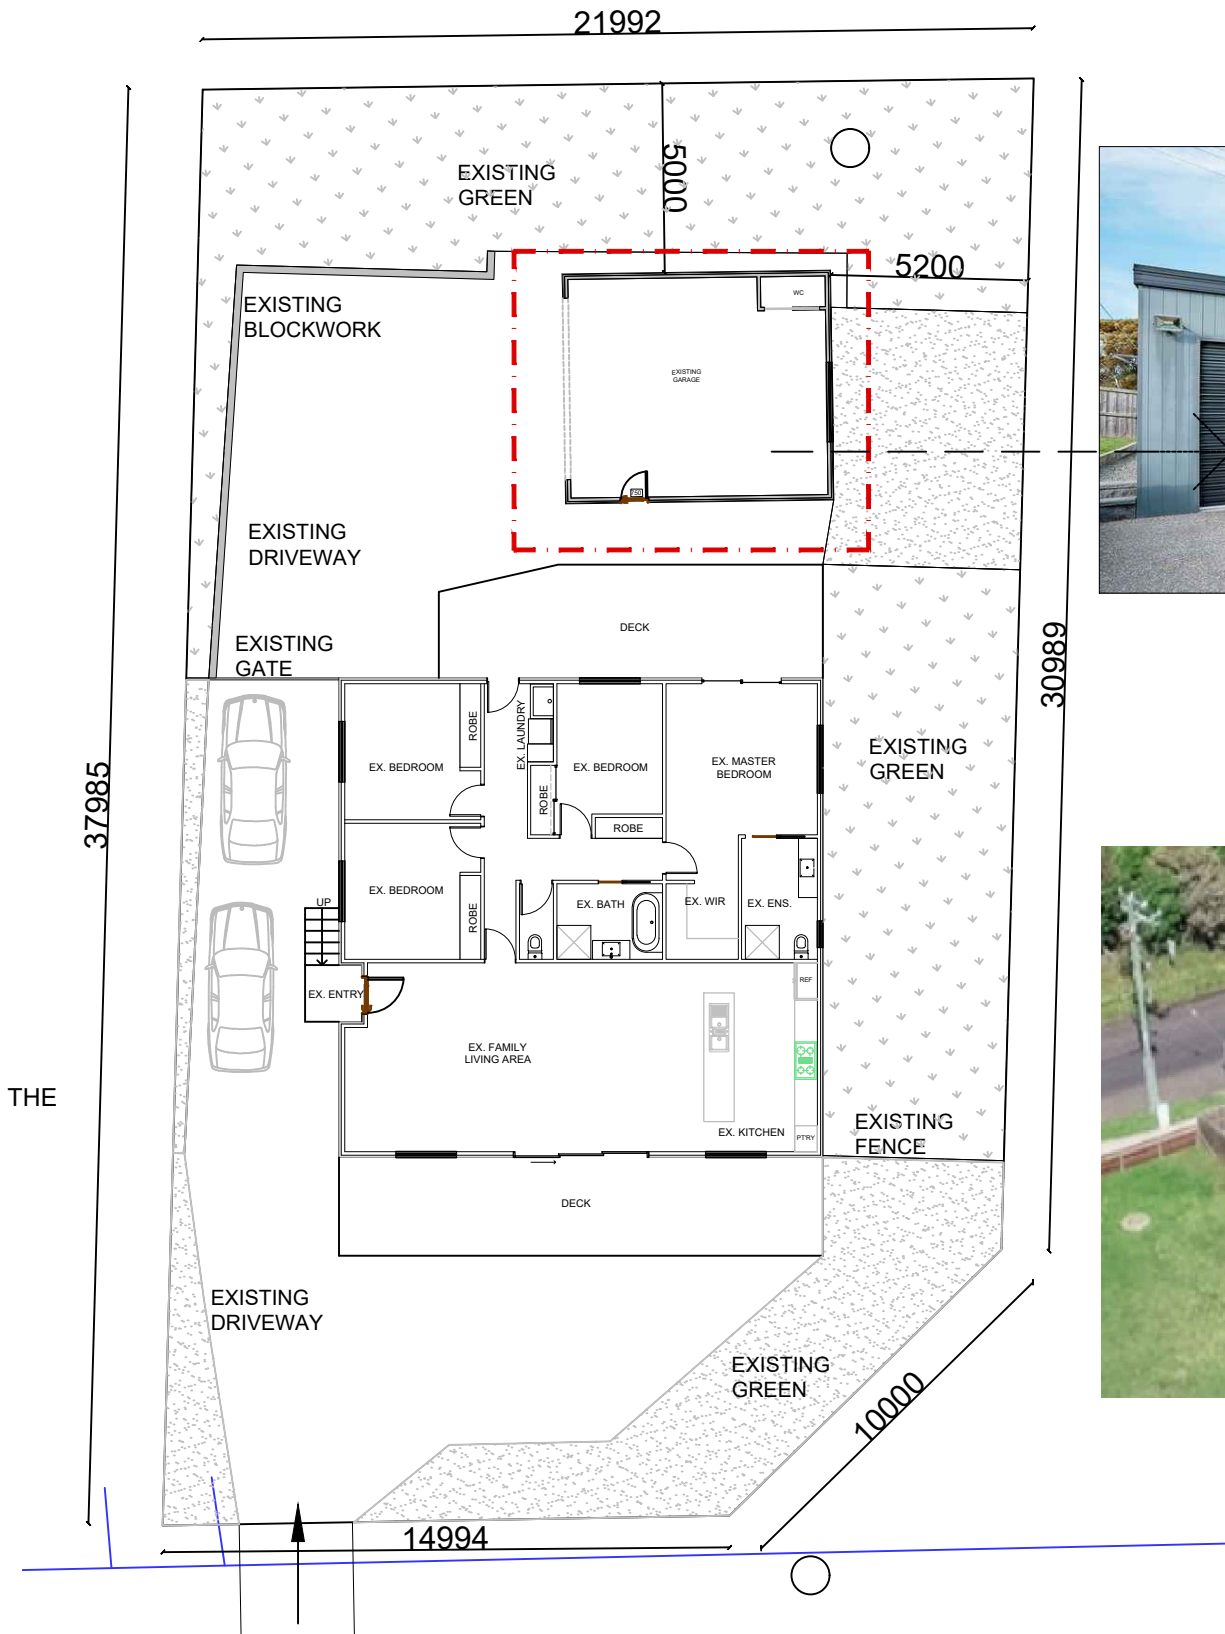 21992
5000
EXISTING
GREEN
5200
WC
EXISTING
BLOCKWORK
EXISTING
GARAGE
750
EXISTING
DRIVEWAY
DECK
EXISTING
GATE
30989
37985
ROBE
EX. LAUNDRY
EX. BEDROOM
EX. BEDROOM
EX. MASTER
BEDROOM
EXISTING
GREEN
ROBE
ROBE
EX. BEDROOM
ROBE
UP
EX. BATH
EX. WIR
EX. ENS.
EX. ENTRY
REF
EX. FAMILY
LIVING AREA
THE
EX. KITCHEN
PT'RY
EXISTING
FENCE
DECK
EXISTING
DRIVEWAY
EXISTING
GREEN
10000
14994